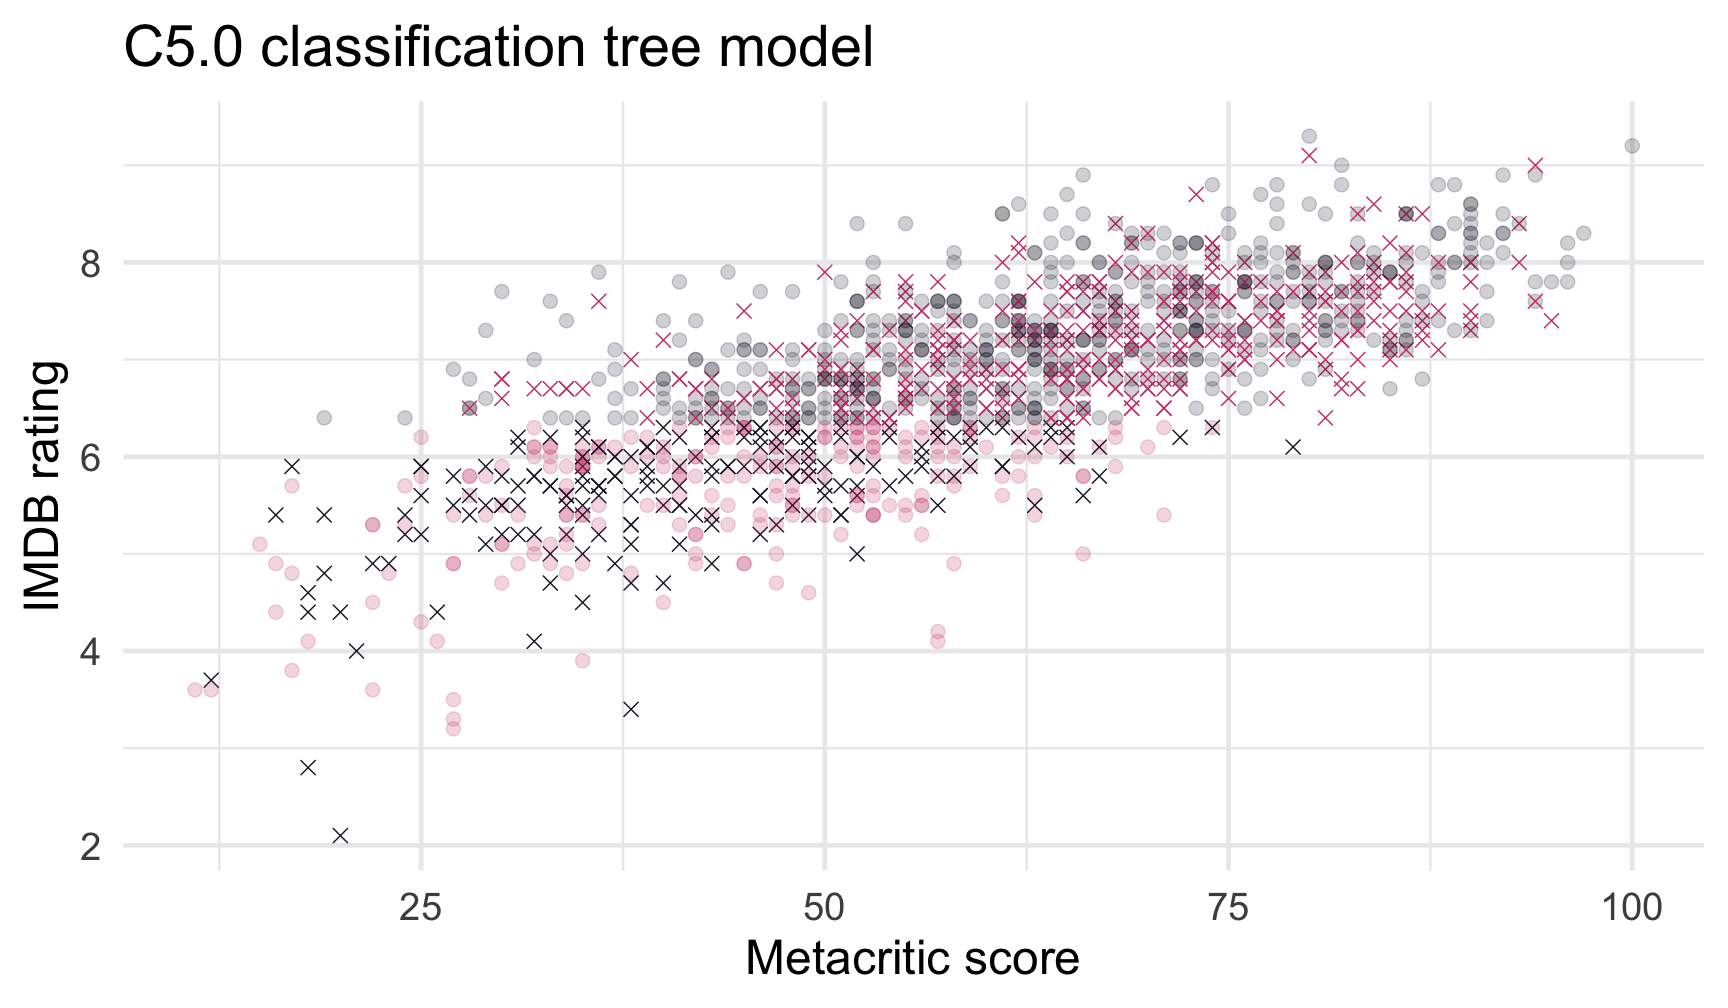 C5.0 classification tree model
IMDB rating
8
6
4
2
25 50 75 100
Metacritic score